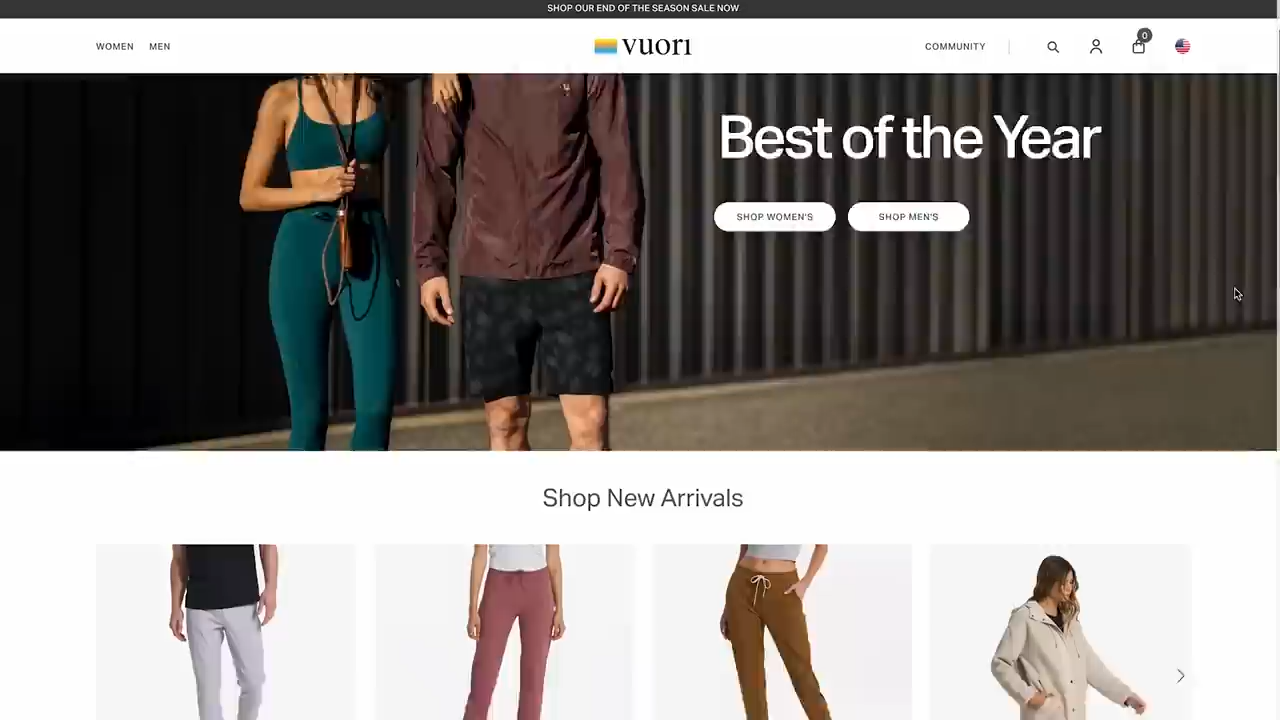 SHOP OUR END OF THE SEASON SALE NOW
WOMEN MEN
vuori
COMMUNITY
0
Best of the Year
SHOP WOMEN'S SHOP MEN'S
Shop New Arrivals